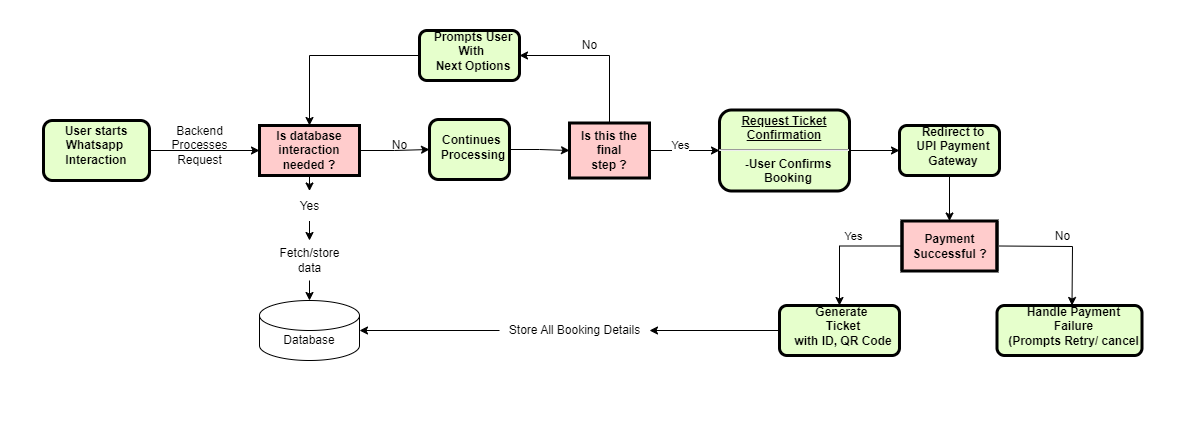 Prompts User
With
Next Options
No
User starts
Whatsapp
Interaction
Backend
Processes
Request
Is database
interaction
needed ?
No
Continues
Processing
Is this the
final
step ?
Yes
Request Ticket
Confirmation
-User Confirms
Booking
Redirect to
UPI Payment
Gateway
Yes
Fetch/store
data
Database
Payment
Successful ?
Yes
No
Generate
Ticket
with ID, QR Code
Handle Payment
Failure
(Prompts Retry/ cancel
Store All Booking Details